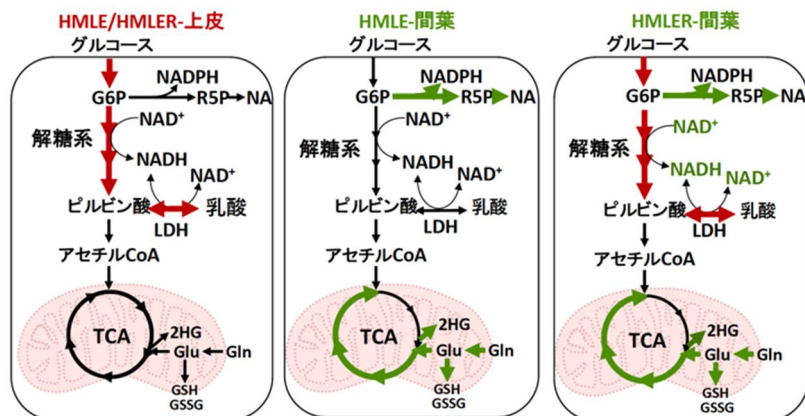 HMLE/HMLER-上皮
グルコース
NADPH
G6P
R5P
NA
NAD+
解糖系
NADH
NAD+
ピルビン酸
乳酸
LDH
アセチルCoA
TCA
2HG
Glu
Gln
GSH
GSSG
HMLE-間葉
グルコース
NADPH
G6P
R5P
NA
NAD+
解糖系
NADH
NAD+
ピルビン酸
乳酸
LDH
アセチルCoA
TCA
2HG
Glu
Gln
GSH
GSSG
HMLER-間葉
グルコース
NADPH
G6P
R5P
NA
NAD+
解糖系
NADH
NAD+
ピルビン酸
乳酸
LDH
アセチルCoA
TCA
2HG
Glu
Gln
GSH
GSSG